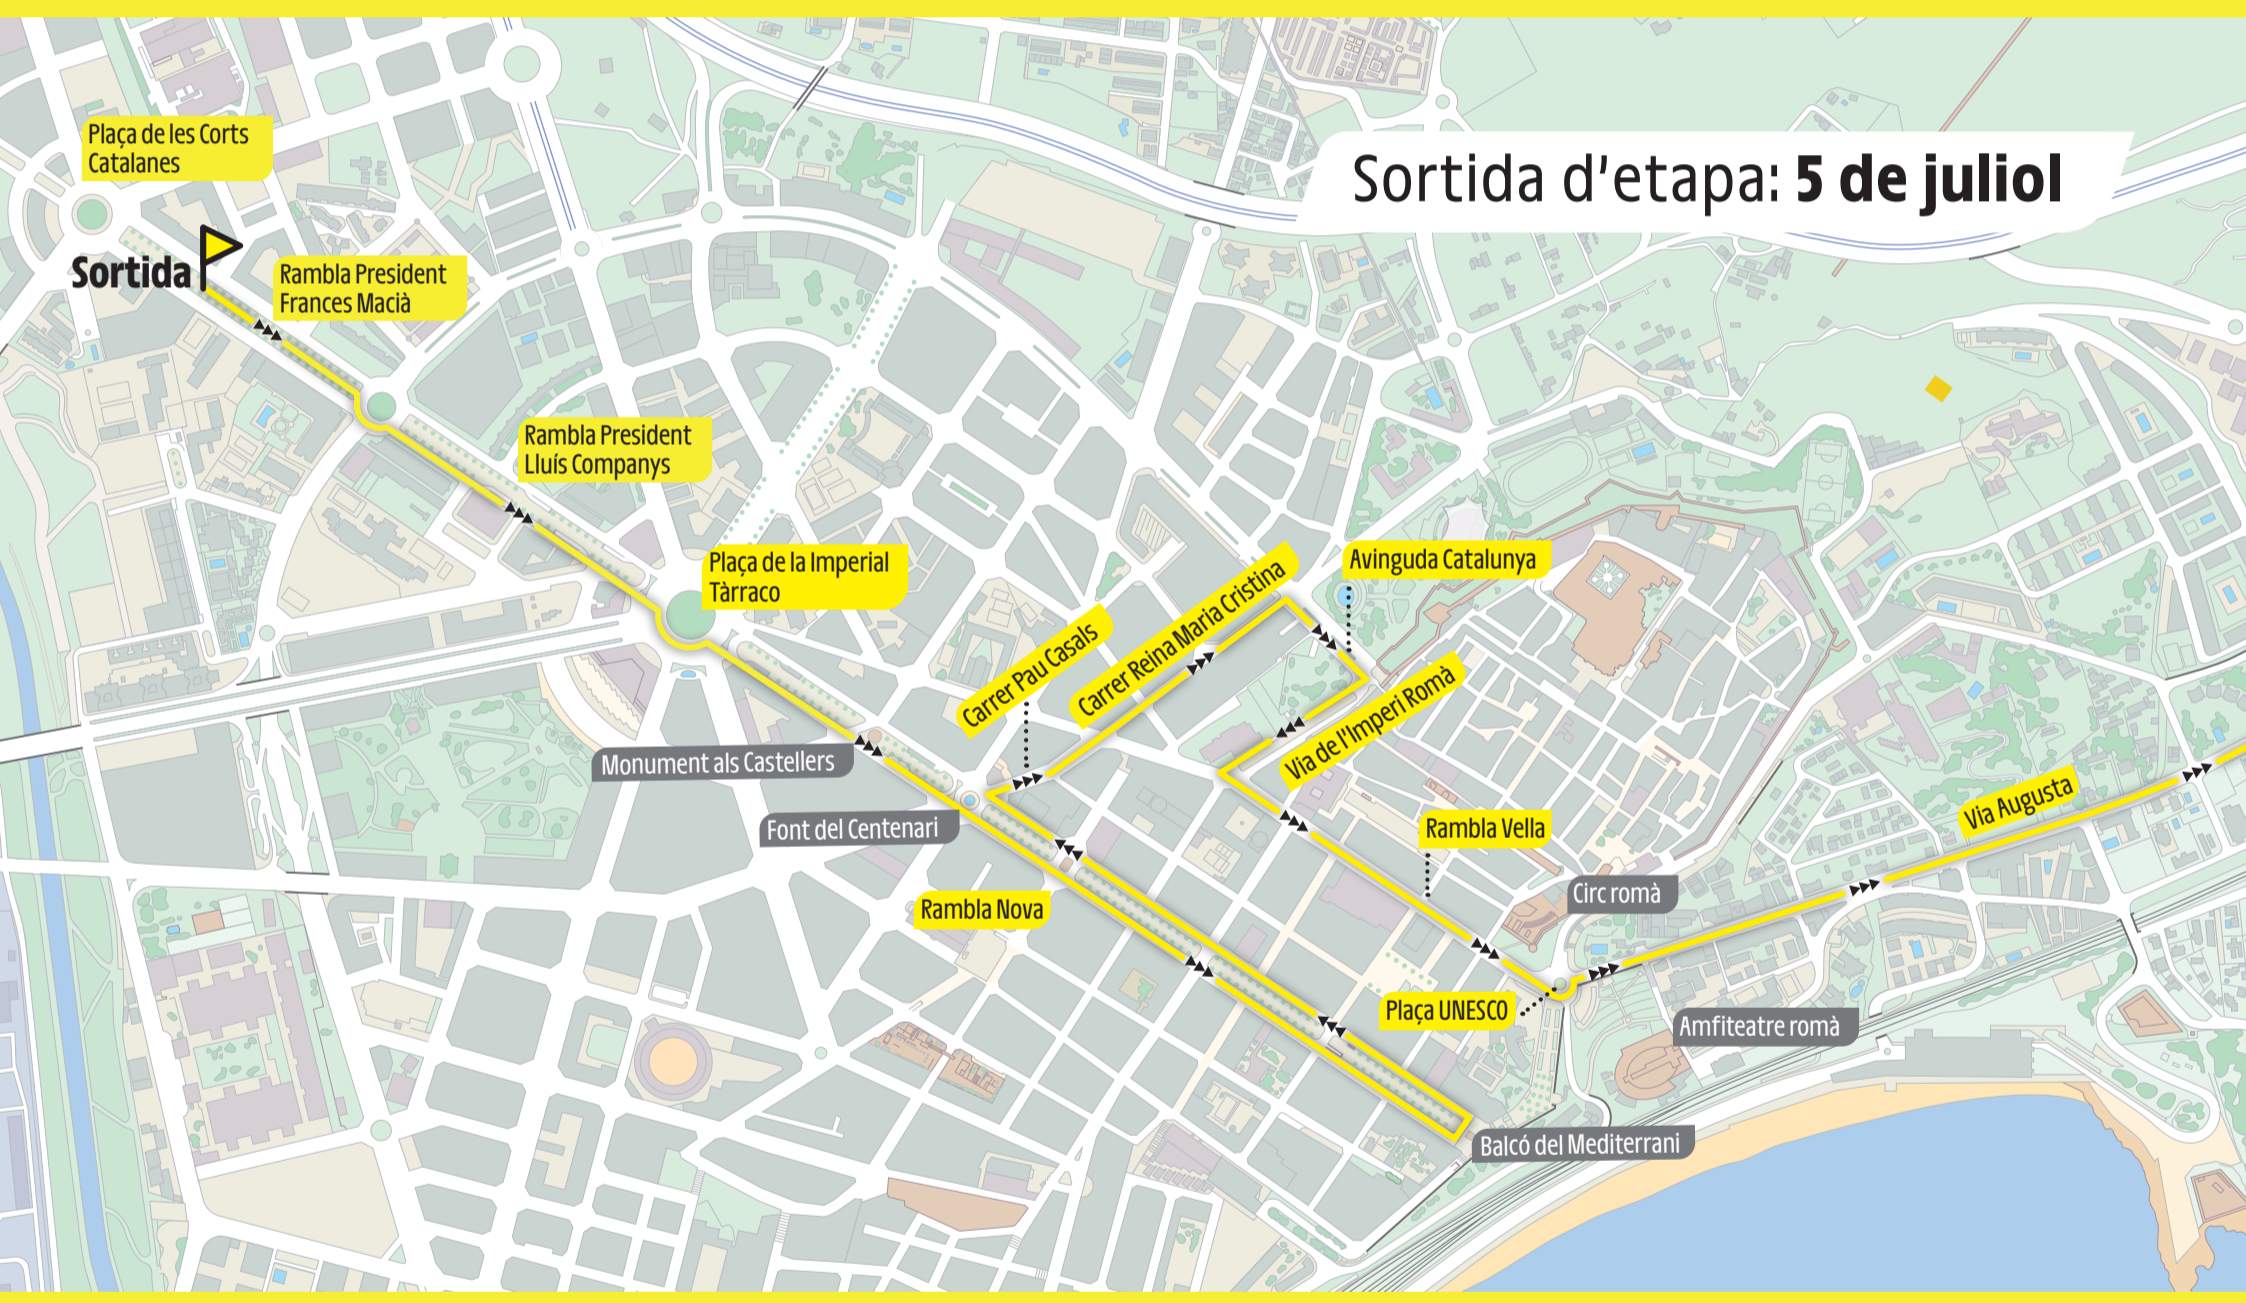 Plaça de les Corts
Catalanes
Sortida d'etapa: 5 de juliol
Sortida
Rambla President
Frances Macià
Rambla President
Lluís Companys
Plaça de la Imperial
Tàrraco
Avinguda Catalunya
Carrer Pau Casals
Carrer Reina Maria Cristina
Via de l'Imperi Romà
Monument als Castellers
Font del Centenari
Rambla Vella
Via Augusta
Rambla Nova
Circ romà
Plaça UNESCO
Amfiteatre romà
Balcó del Mediterrani